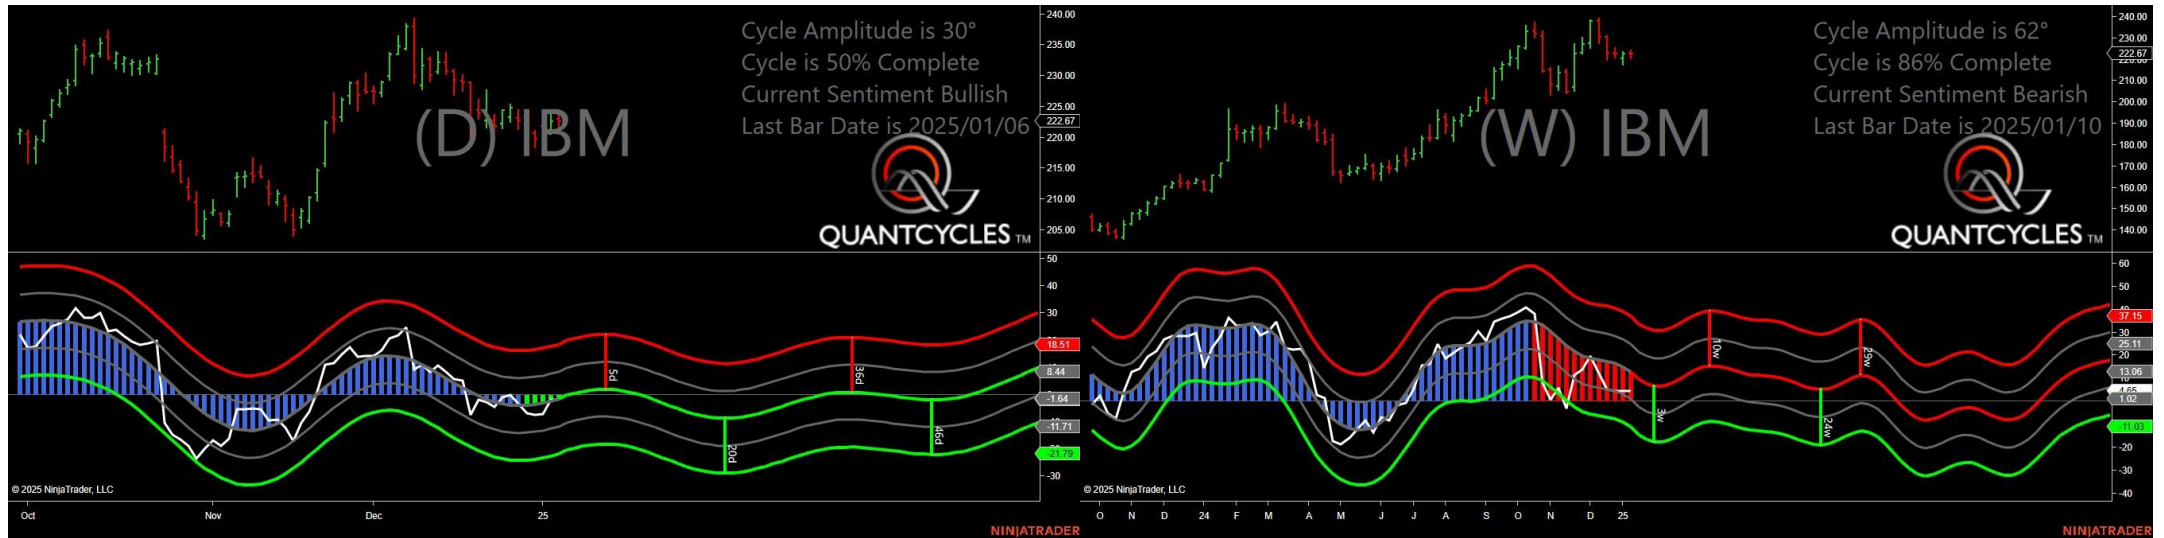 Cycle Amplitude is 30°
Cycle is 50% Complete
Current Sentiment Bullish
Last Bar Date is 2025/01/06
(D) IBM
QUANTCYCLES TM
240.00
235.00
230.00
225.00
222.67
220.00
215.00
210.00
205.00
50
40
30
18.51
8.44
-1.64
-11.71
-21.79
-30
5d
20d
36d
46d
© 2025 NinjaTrader, LLC
Oct Nov Dec 25
NINJATRADER
Cycle Amplitude is 62°
Cycle is 86% Complete
Current Sentiment Bearish
Last Bar Date is 2025/01/10
(W) IBM
QUANTCYCLES TM
240.00
230.00
222.67
210.00
200.00
190.00
180.00
170.00
160.00
150.00
140.00
60
50
40
37.15
30
25.11
20
13.06
4.65
1.02
-11.03
-20
-30
-40
3w
10w
24w
29w
© 2025 NinjaTrader, LLC
O N D 24 F M A M J J A S O N D 25
NINJATRADER